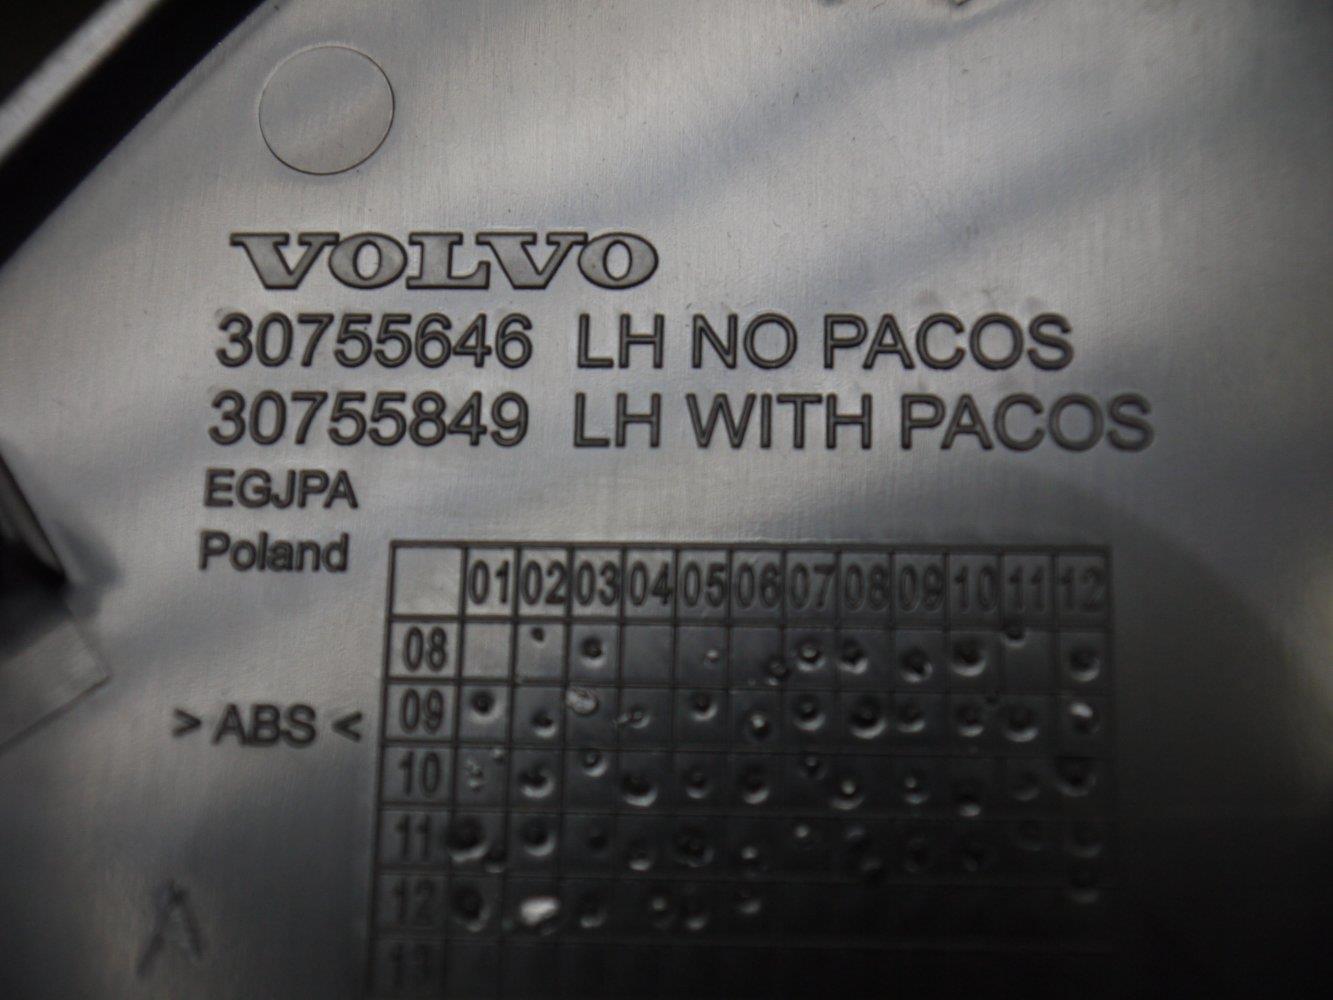 VOLVO
30755646 LH NO PACOS
30755849 LH WITH PACOS
EGJPA
Poland
01 02 03 04 05 06 07 08 09 10 11 12
08
> ABS < 09
10
11
12
13
A